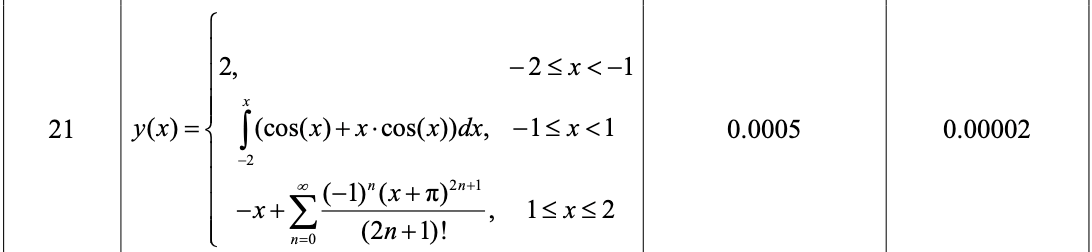 21 y(x) = { 2, −2 ≤ x < −1
∫_{−2}^{x} (cos(x) + x·cos(x))dx, −1 ≤ x < 1
−x + ∑_{n=0}^{∞} (−1)^n (x + π)^{2n+1} / (2n + 1)!, 1 ≤ x ≤ 2
0.0005 0.00002